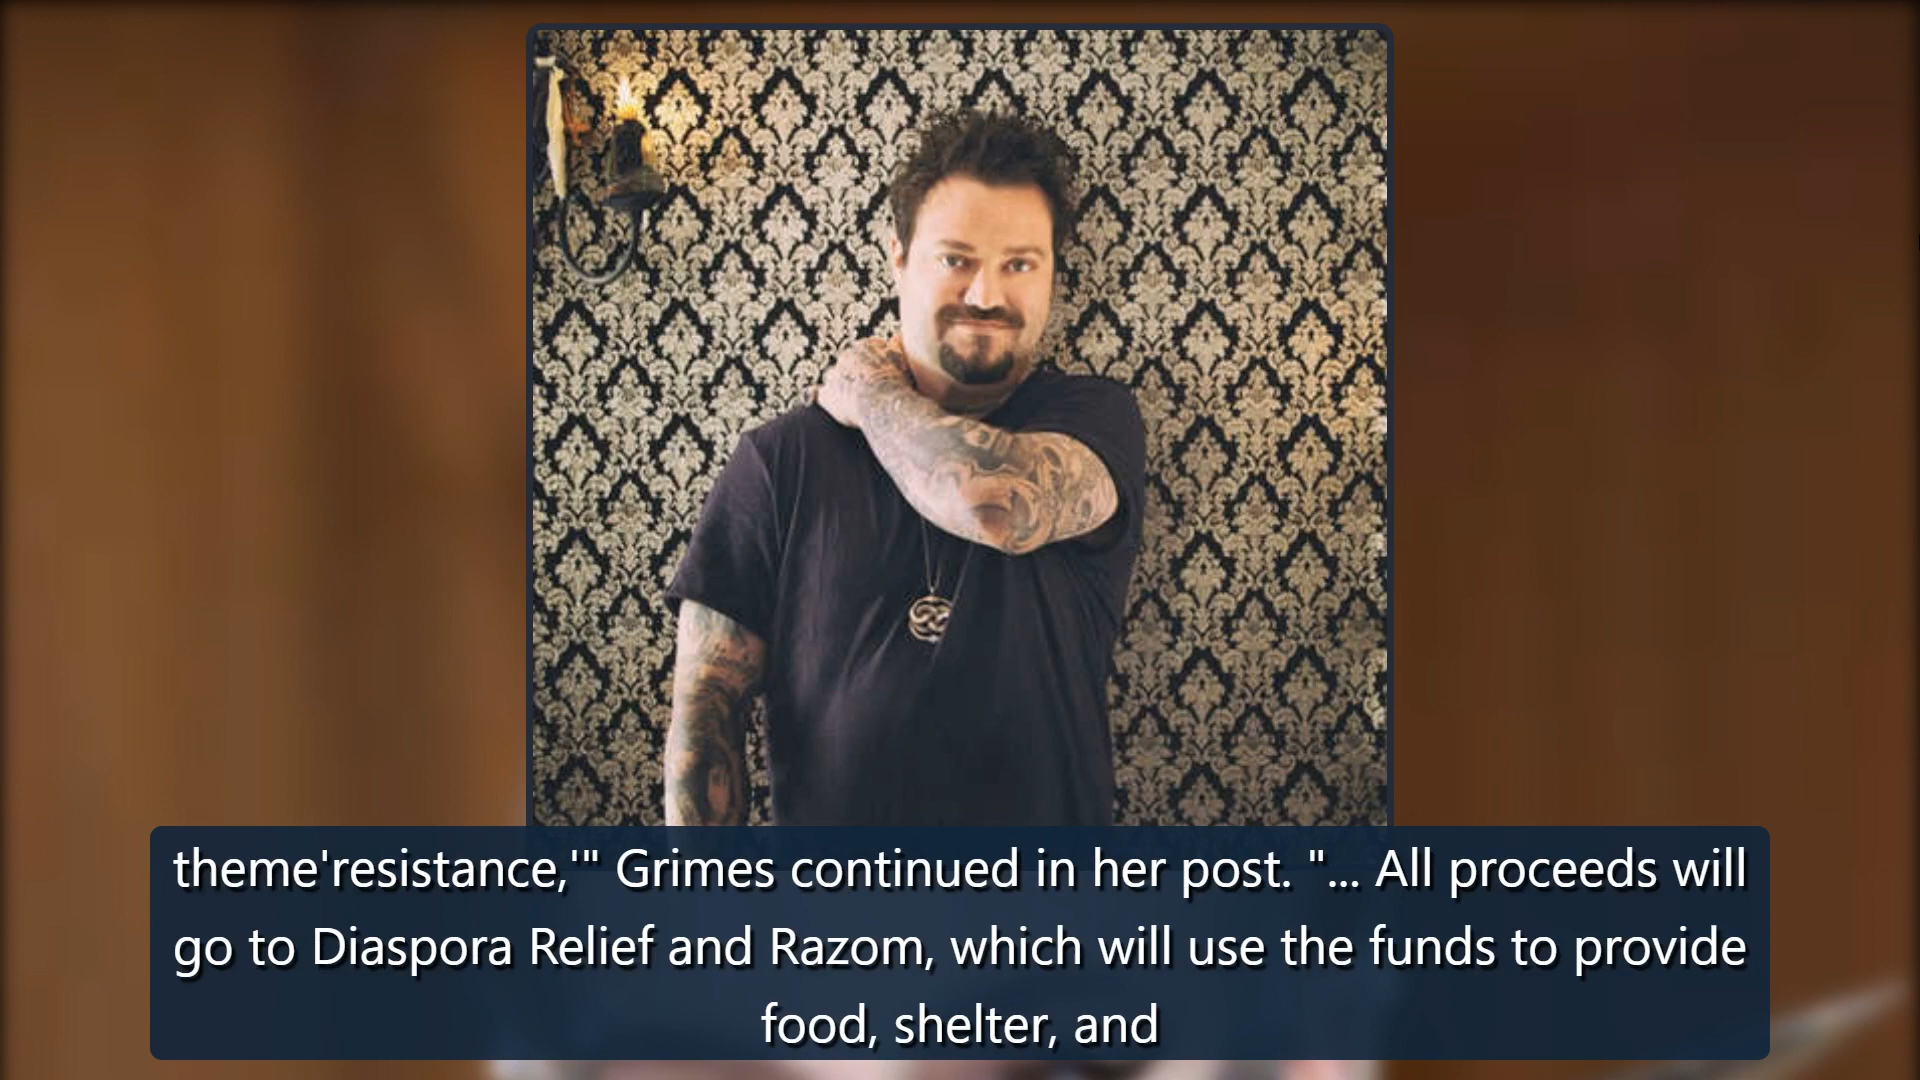 theme'resistance,'" Grimes continued in her post. "... All proceeds will
go to Diaspora Relief and Razom, which will use the funds to provide
food, shelter, and